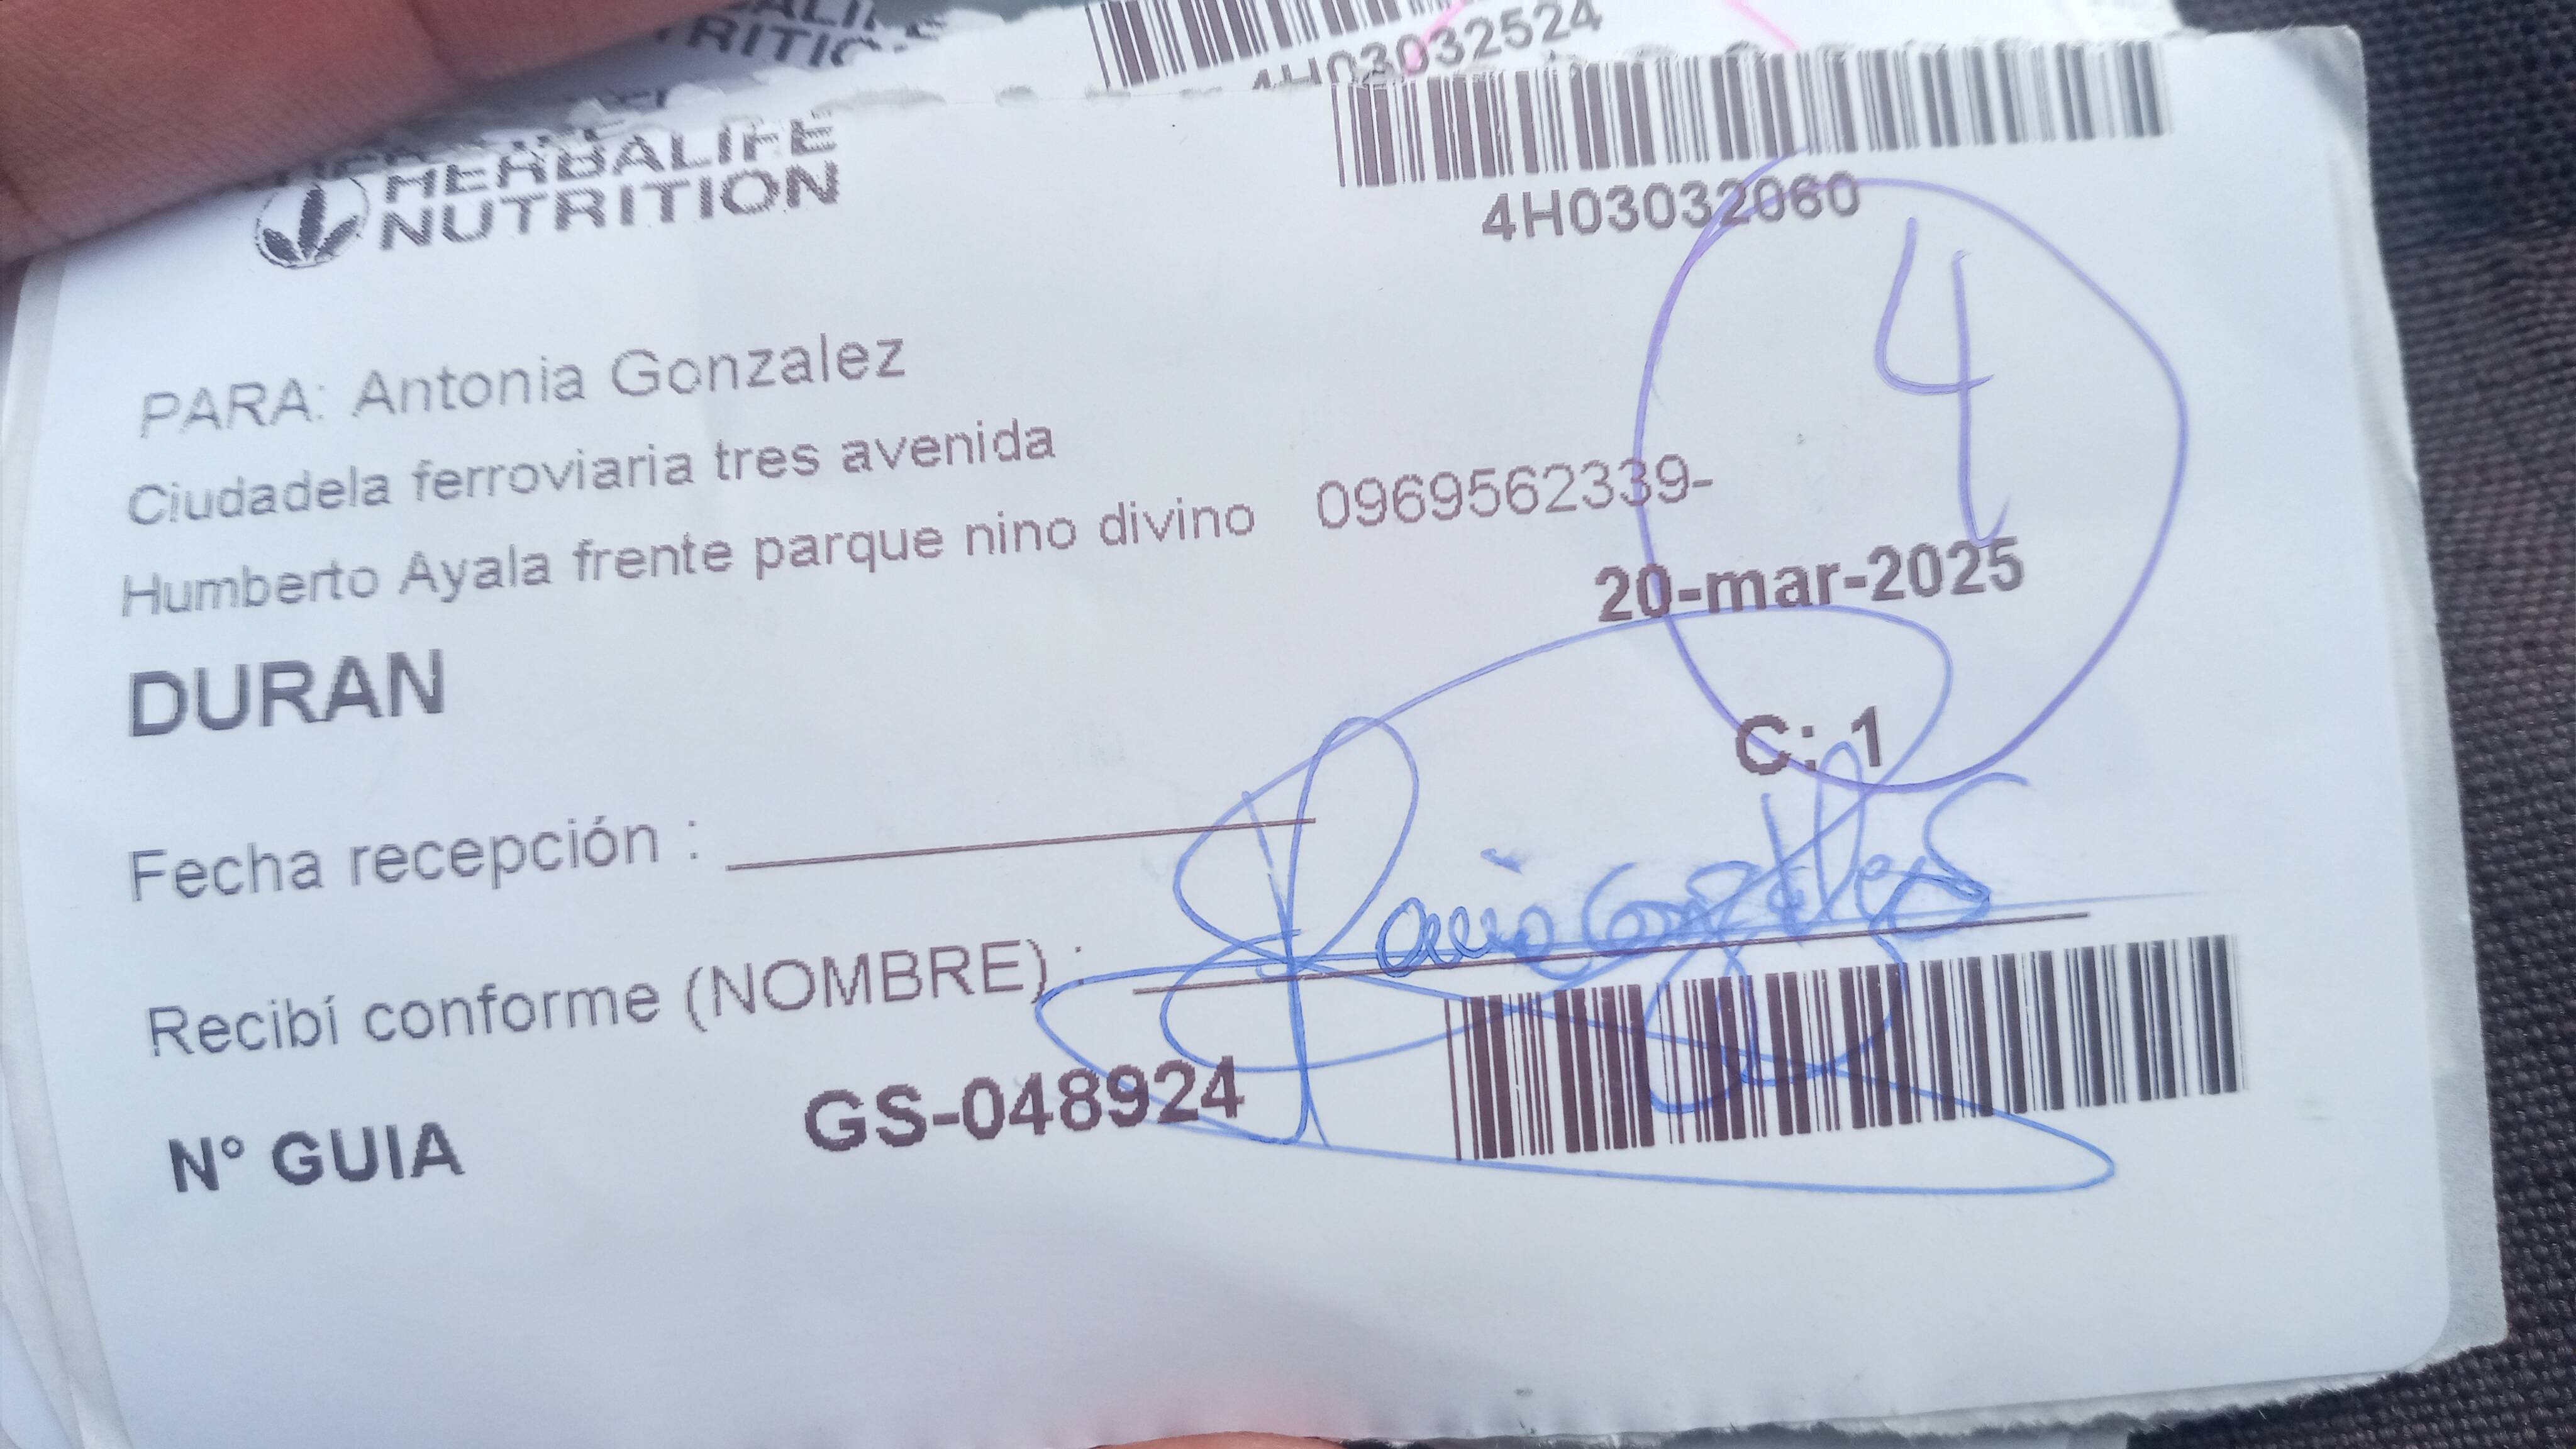 4H03032524
HERBALIFE
NUTRITION
4H03032060
4
PARA: Antonia Gonzalez
Ciudadela ferroviaria tres avenida
Humberto Ayala frente parque nino divino 0969562339-
20-mar-2025
DURAN
C: 1
Fecha recepción :
Recibí conforme (NOMBRE) :
N° GUIA GS-048924